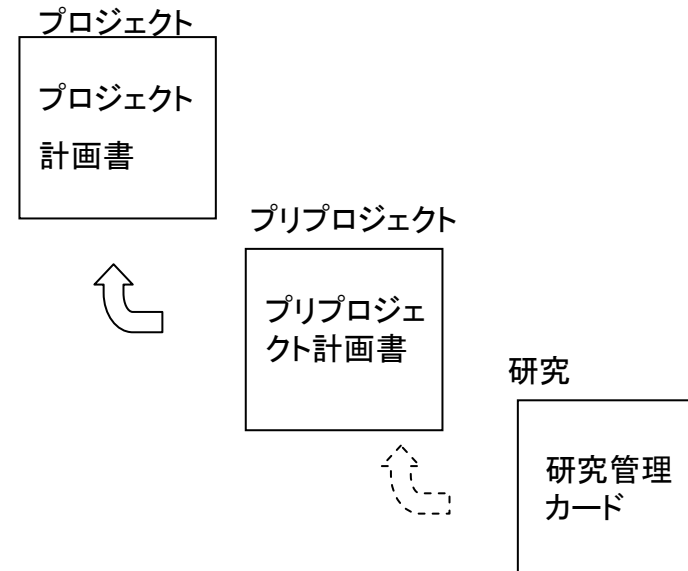 プロジェクト
プロジェクト
計画書
プリプロジェクト
プリプロジェ
クト計画書
研究
研究管理
カード